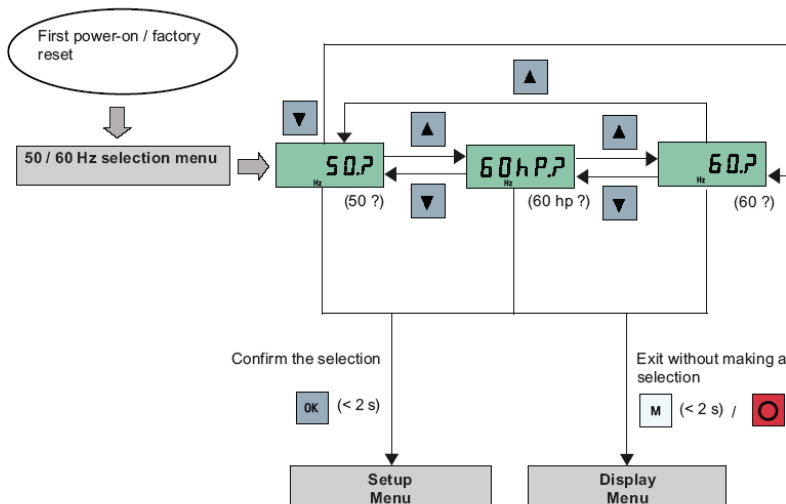 First power-on / factory
reset
50 / 60 Hz selection menu
50.?
Hz
(50 ?)
60hP.?
Hz
(60 hp ?)
60.?
Hz
(60 ?)
Confirm the selection
OK (< 2 s)
Exit without making a
selection
M (< 2 s) /
Setup
Menu
Display
Menu